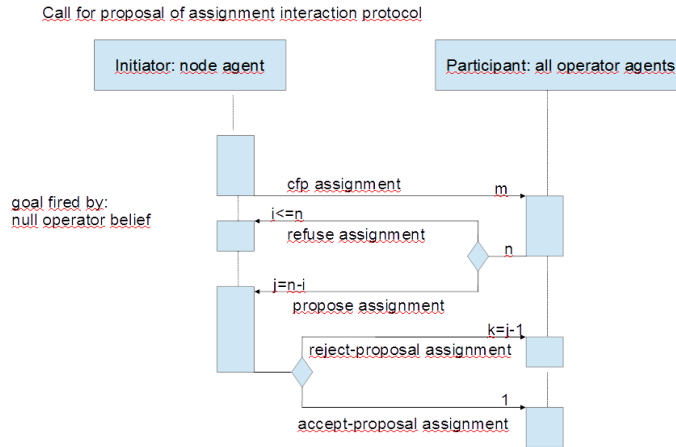 Call for proposal of assignment interaction protocol
Initiator: node agent
Participant: all operator agents
cfp assignment
m
goal fired by:
null operator belief
i<=n
refuse assignment
n
j=n-i
propose assignment
k=j-1
reject-proposal assignment
1
accept-proposal assignment